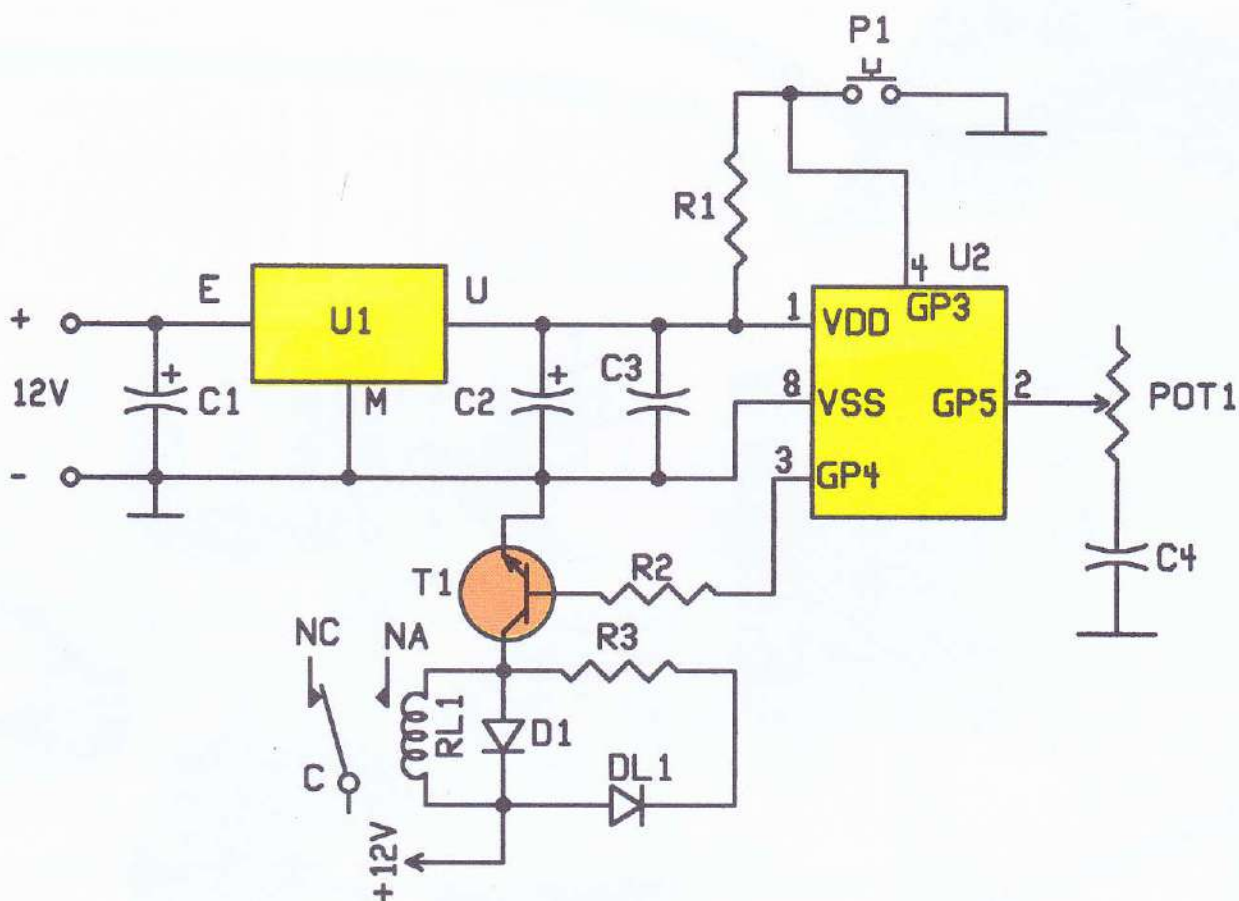 P1
R1
4 U2
E U
+ U1 1 VDD GP3
12V C1 M C2 + C3 8 VSS GP5 2 POT1
+
- 3 GP4
T1 R2 C4
NC NA R3
RL1 D1
C DL1
+12V